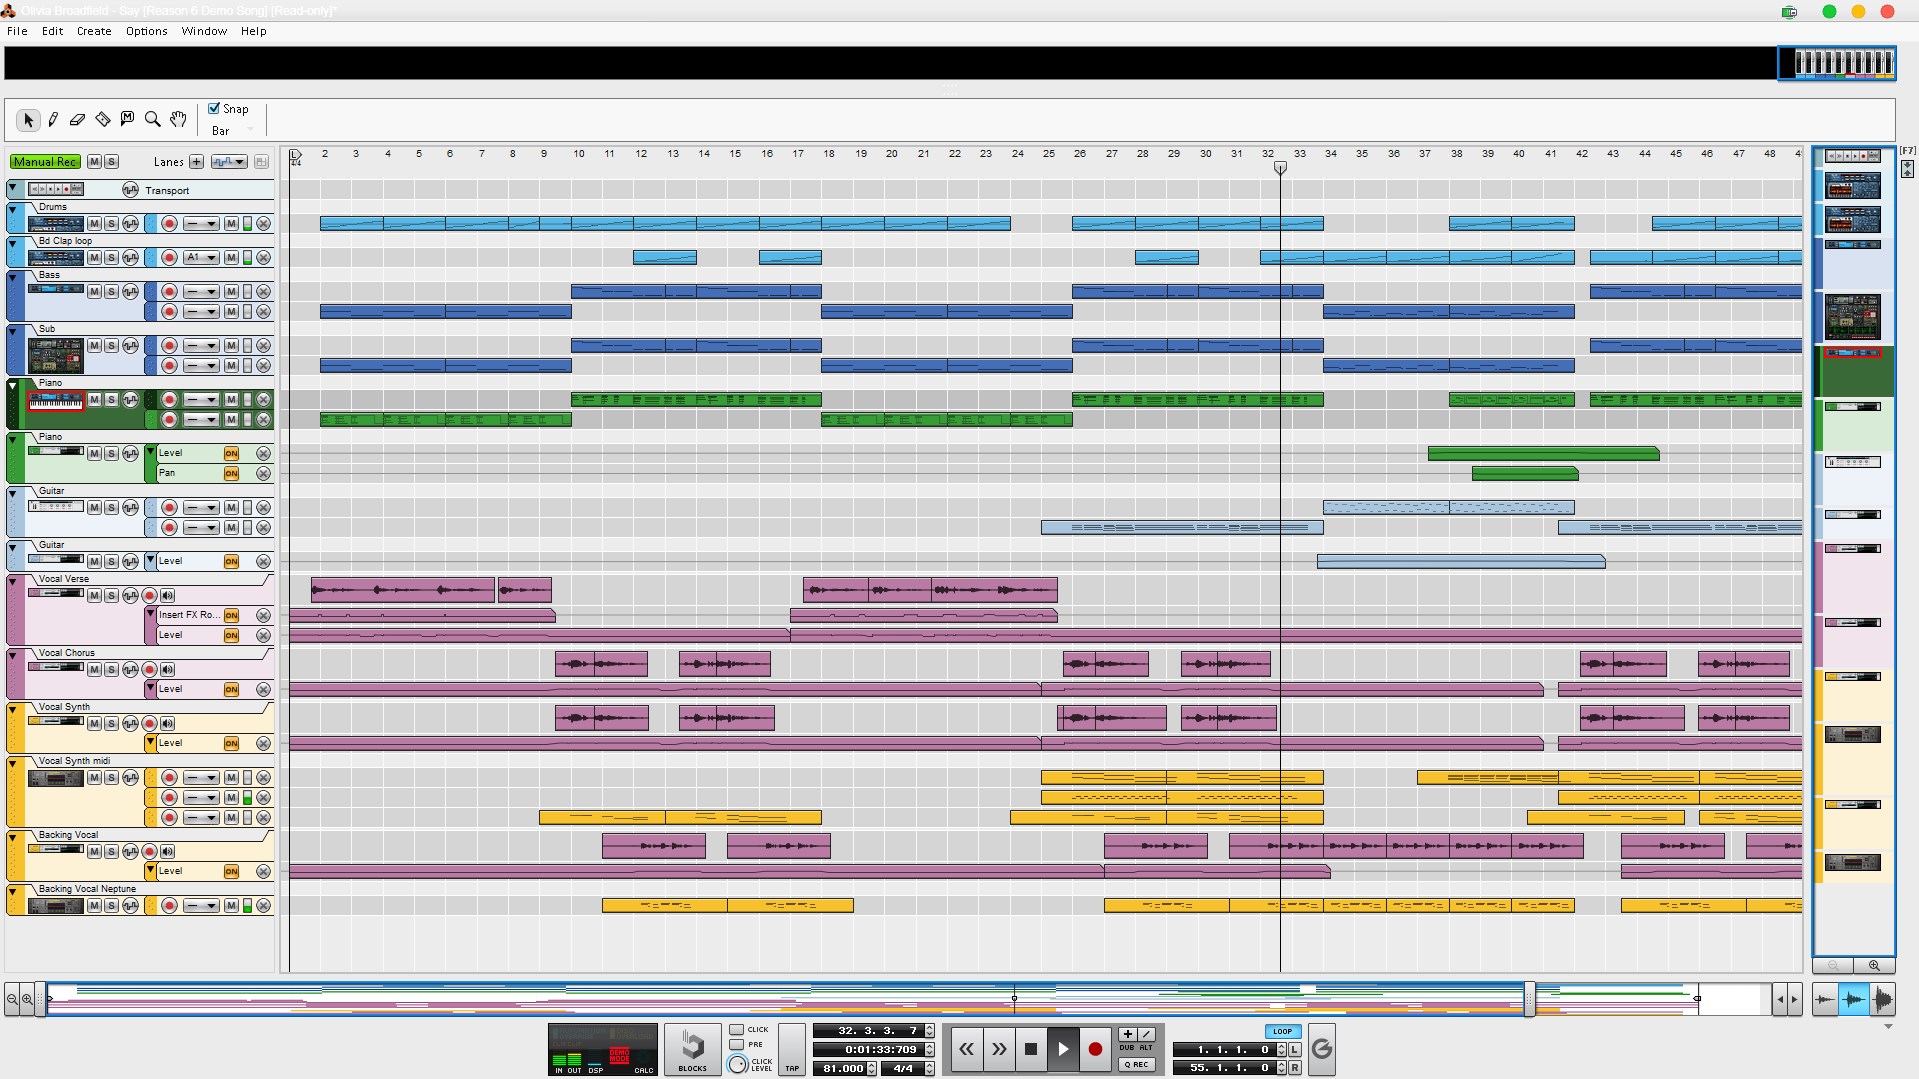 Olivia Broadfield - Say [Reason 6 Demo Song] [Read-only]*
File Edit Create Options Window Help
Snap
Bar
Manual Rec M S Lanes
L 2 3 4 5 6 7 8 9 10 11 12 13 14 15 16 17 18 19 20 21 22 23 24 25 26 27 28 29 30 31 32 33 34 35 36 37 38 39 40 41 42 43 44 45 46 47 48
4/4
[F7]
Transport
Drums
M S M
Bd Clap loop
M S A1 M
Bass
M S M
M
Sub
M S M
M
Piano
M S M
M
Piano
M S Level ON
Pan ON
Guitar
M S M
M
Guitar
M S Level ON
Vocal Verse
M S
Insert FX Ro... ON
Level ON
Vocal Chorus
M S
Level ON
Vocal Synth
M S
Level ON
Vocal Synth midi
M S M
M
M
Backing Vocal
M S
Level ON
Backing Vocal Neptune
M S M
IN OUT DSP DEMO MODE CALC
BLOCKS
CLICK
PRE
CLICK LEVEL
TAP
32. 3. 3. 7
0:01:33:709
81.000 4/4
DUB ALT
Q REC
LOOP
1. 1. 1. 0 L
55. 1. 1. 0 R